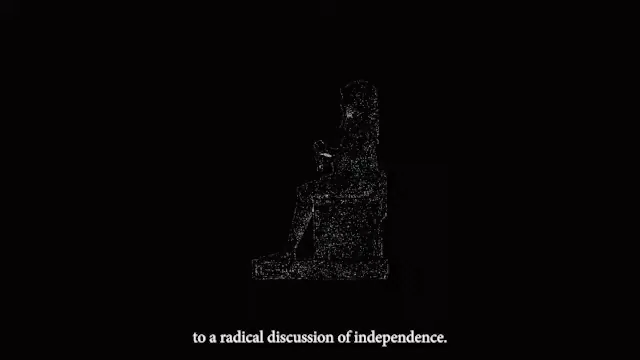 to a radical discussion of independence.